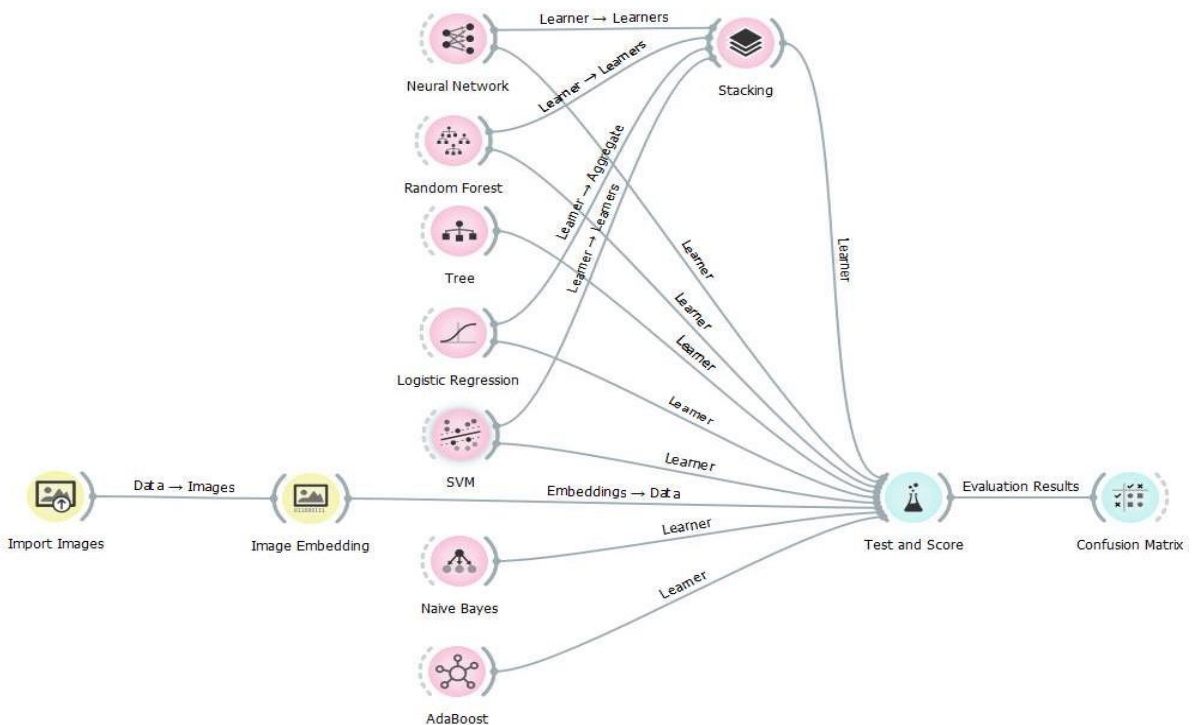 Learner → Learners
Neural Network
Stacking
Learner → Learners
Random Forest
Learner → Aggregate
Learner → Learners
Tree
Learner
Learner
Learner
Learner
Logistic Regression
Learner
Learner
SVM
Data → Images
Embeddings → Data
Evaluation Results
Import Images
Image Embedding
Test and Score
Confusion Matrix
Learner
Naive Bayes
Learner
AdaBoost